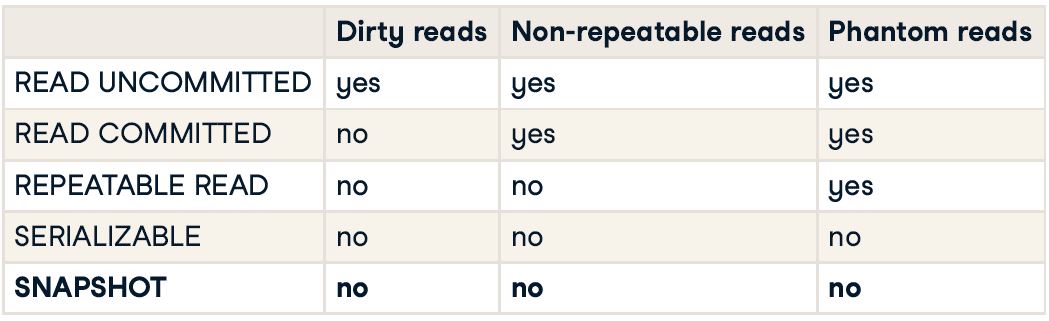 Dirty reads Non-repeatable reads Phantom reads
READ UNCOMMITTED yes yes yes
READ COMMITTED no yes yes
REPEATABLE READ no no yes
SERIALIZABLE no no no
SNAPSHOT no no no